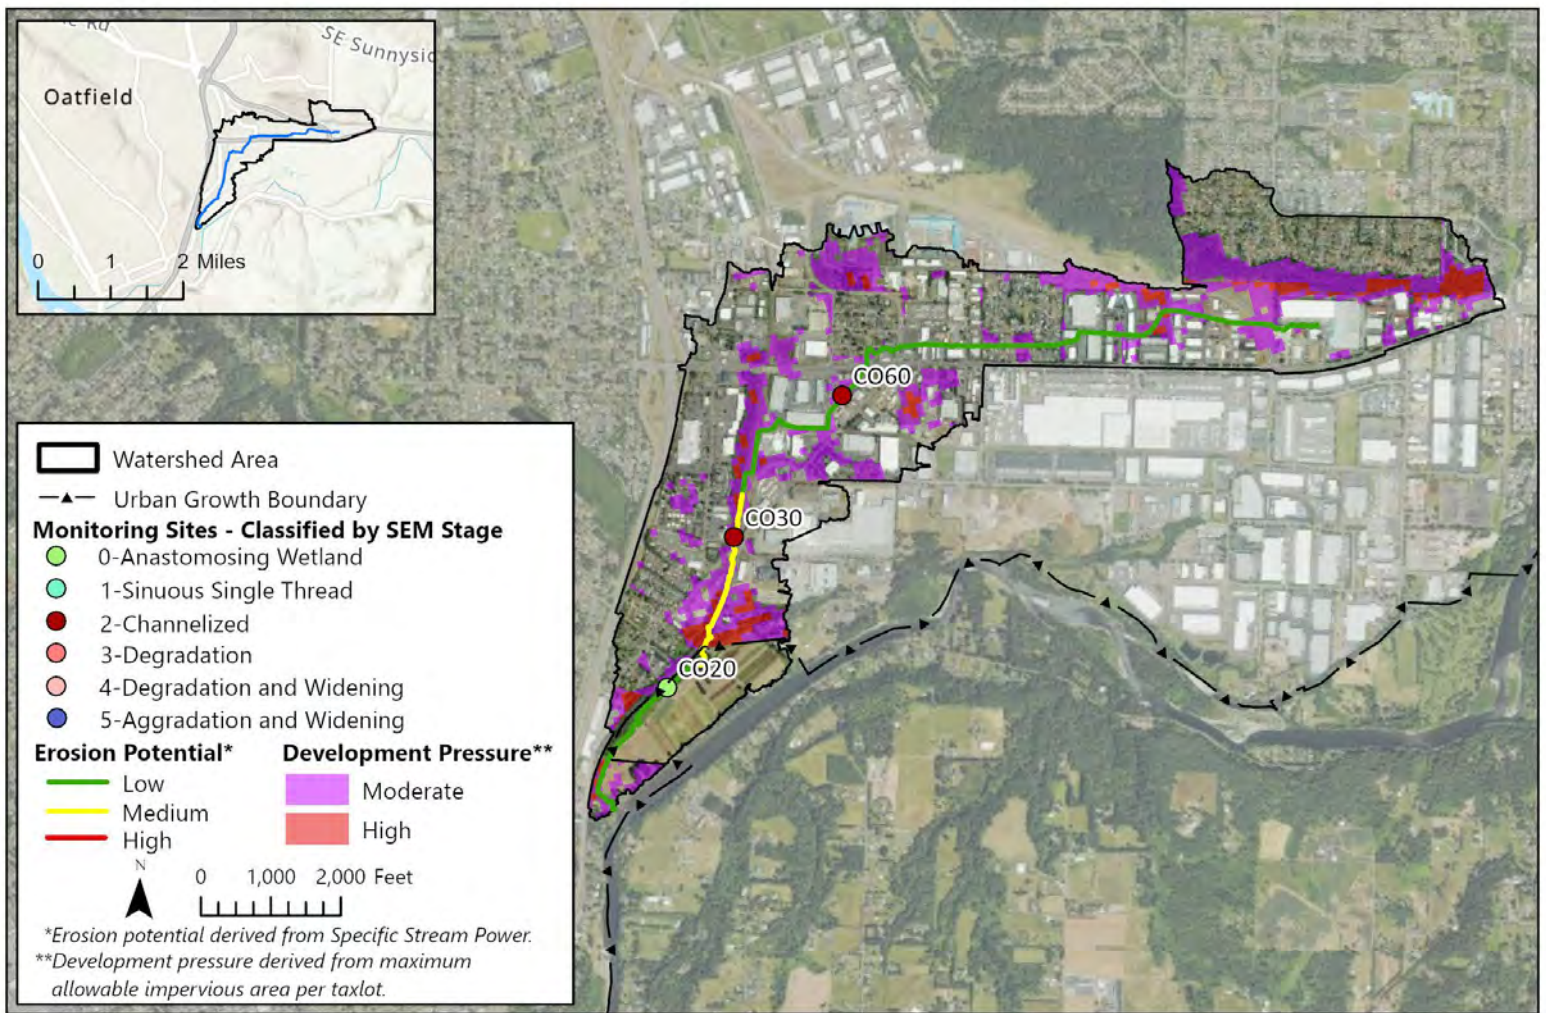 SE Sunnysid
Oatfield
0 1 2 Miles
CO60
CO30
CO20
Watershed Area
Urban Growth Boundary
Monitoring Sites - Classified by SEM Stage
0-Anastomosing Wetland
1-Sinuous Single Thread
2-Channelized
3-Degradation
4-Degradation and Widening
5-Aggradation and Widening
Erosion Potential* Development Pressure**
Low
Medium
High
Moderate
High
N
0 1,000 2,000 Feet
*Erosion potential derived from Specific Stream Power.
**Development pressure derived from maximum
allowable impervious area per taxlot.